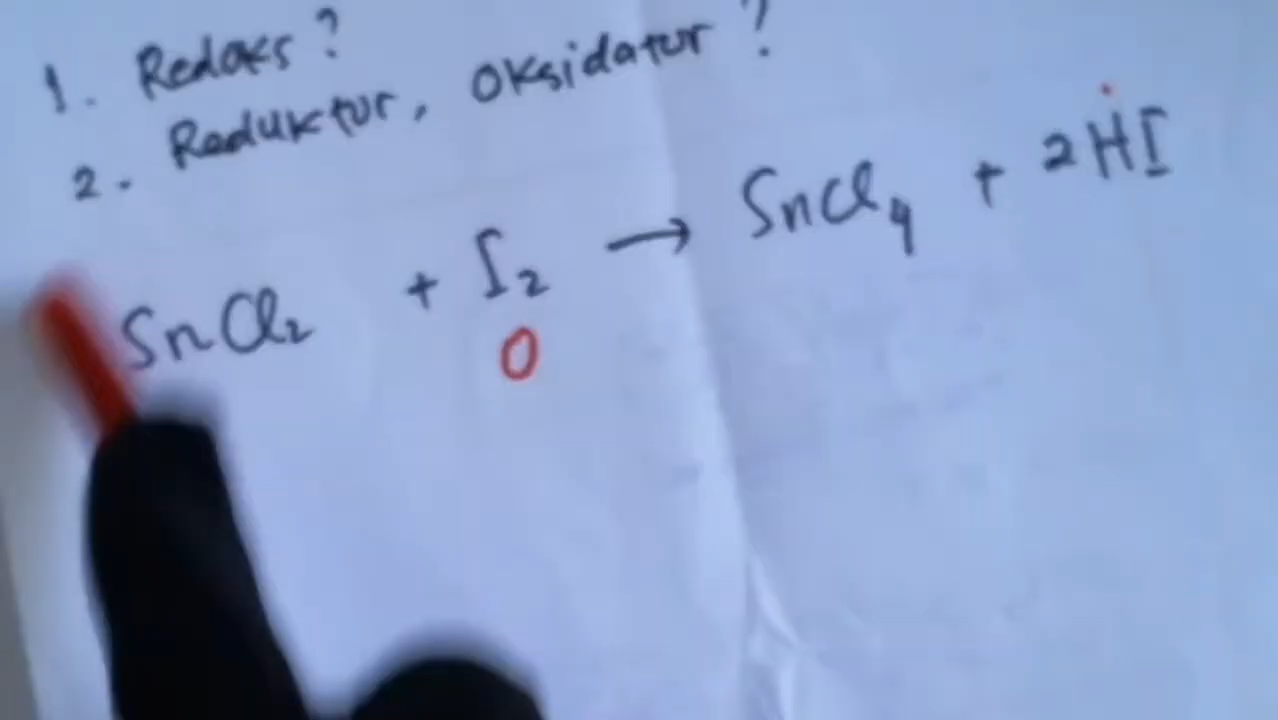 1. Redoks?
2. Reduktor, Oksidator?
SnCl2 + I2 → SnCl4 + 2HI
0